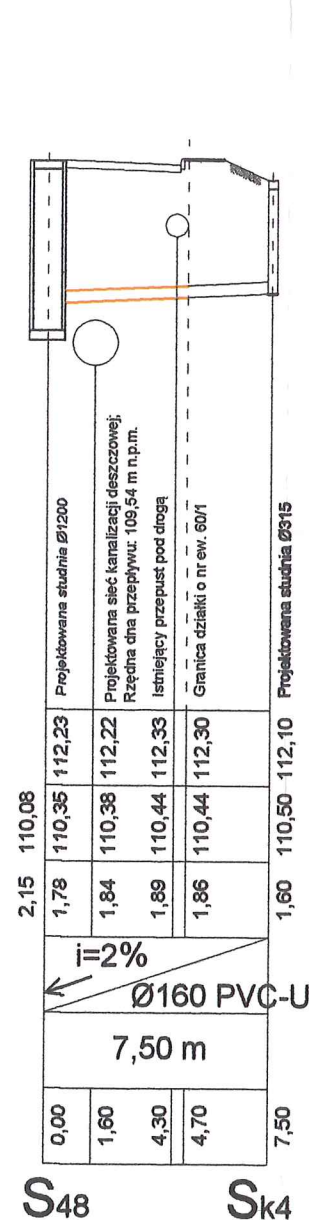 Projektowana studnia Ø1200
Projektowana sieć kanalizacji deszczowej;
Rzędna dna przepływu: 109,54 m n.p.m.
Istniejący przepust pod drogą
Granica działki o nr ew. 60/1
Projektowana studnia Ø315
112,23
112,22
112,33
112,30
112,10
110,08
110,35
110,38
110,44
110,44
110,50
2,15
1,78
1,84
1,89
1,86
1,60
i=2%
Ø160 PVC-U
7,50 m
0,00
1,60
4,30
4,70
7,50
S48
Sk4